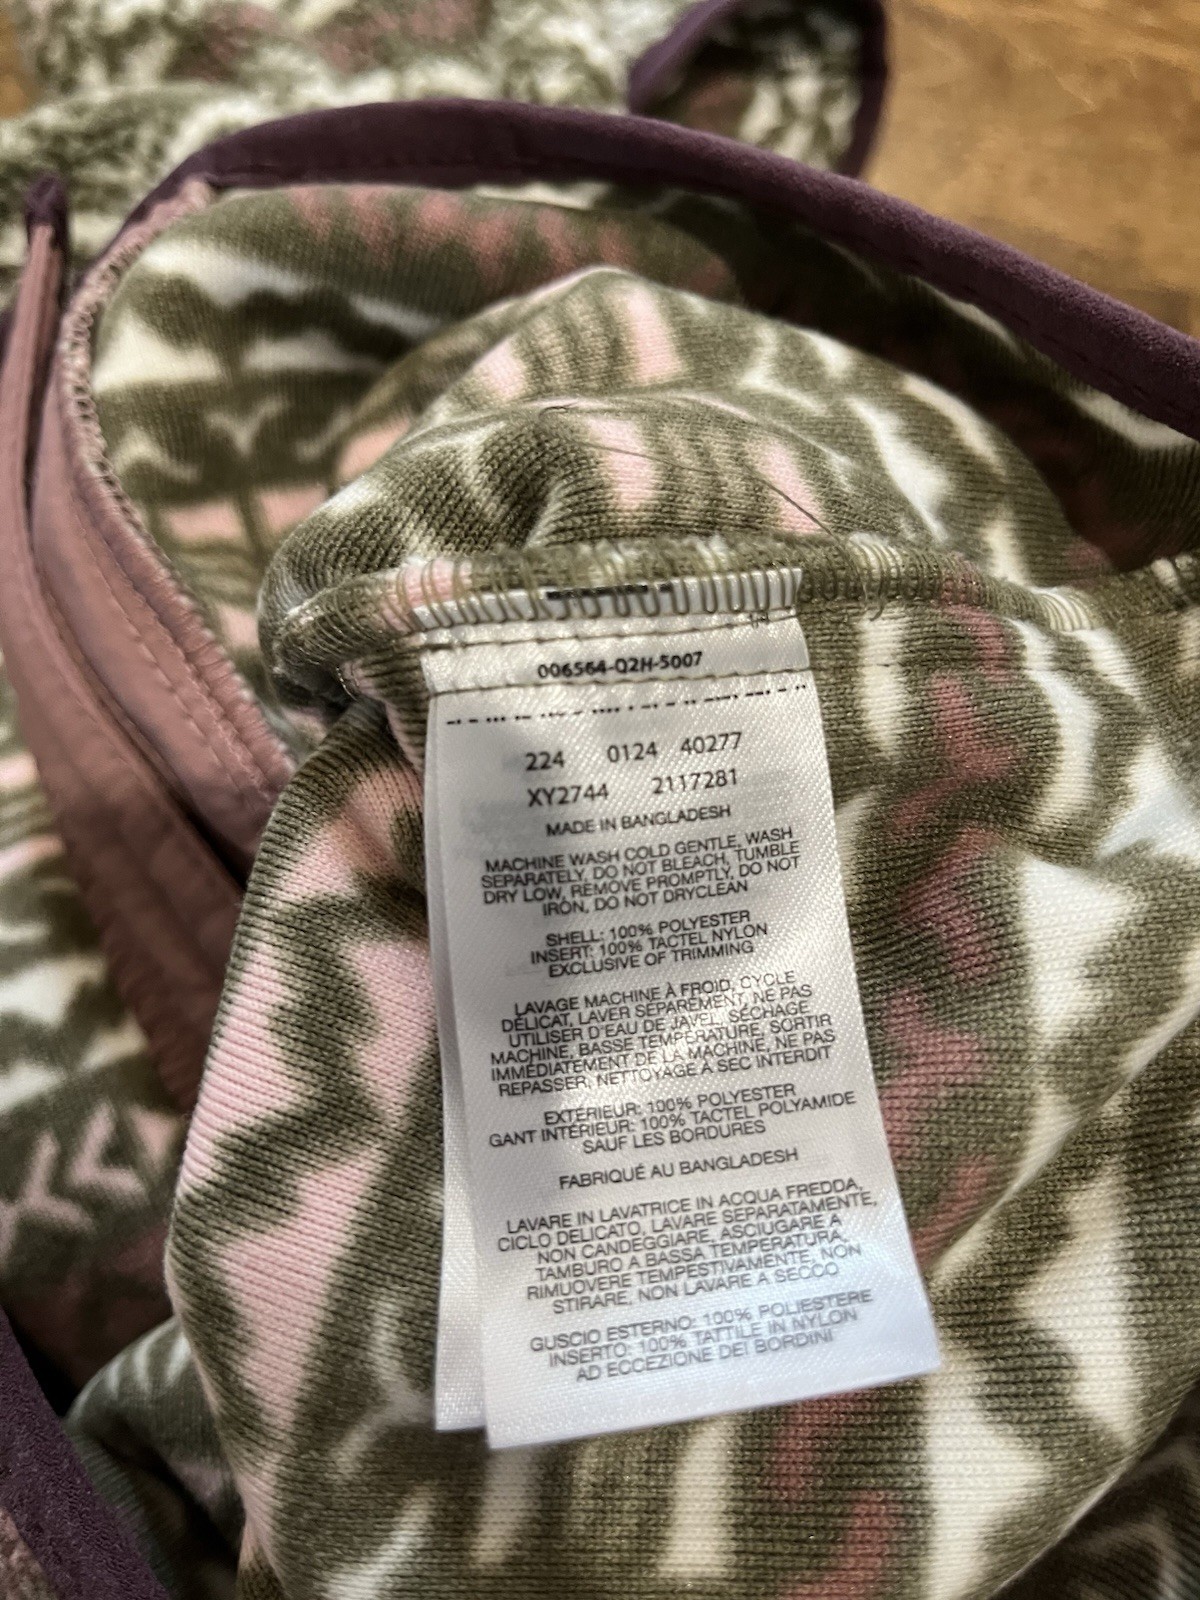 006564-Q2H-5007
224 0124 40277
XY2744 2117281
MADE IN BANGLADESH
MACHINE WASH COLD GENTLE, WASH
SEPARATELY, DO NOT BLEACH, TUMBLE
DRY LOW, REMOVE PROMPTLY, DO NOT
IRON, DO NOT DRYCLEAN
SHELL: 100% POLYESTER
INSERT: 100% TACTEL NYLON
EXCLUSIVE OF TRIMMING
LAVAGE MACHINE À FROID, CYCLE
DÉLICAT, LAVER SÉPARÉMENT, NE PAS
UTILISER D'EAU DE JAVEL, SÉCHAGE
MACHINE, BASSE TEMPÉRATURE, SORTIR
IMMÉDIATEMENT DE LA MACHINE, NE PAS
REPASSER, NETTOYAGE À SEC INTERDIT
EXTÉRIEUR: 100% POLYESTER
GANT INTÉRIEUR: 100% TACTEL POLYAMIDE
SAUF LES BORDURES
FABRIQUÉ AU BANGLADESH
LAVARE IN LAVATRICE IN ACQUA FREDDA,
CICLO DELICATO, LAVARE SEPARATAMENTE,
NON CANDEGGIARE, ASCIUGARE A
TAMBURO A BASSA TEMPERATURA,
RIMUOVERE TEMPESTIVAMENTE, NON
STIRARE, NON LAVARE A SECCO
GUSCIO ESTERNO: 100% POLIESTERE
INSERTO: 100% TATTILE IN NYLON
AD ECCEZIONE DEI BORDINI